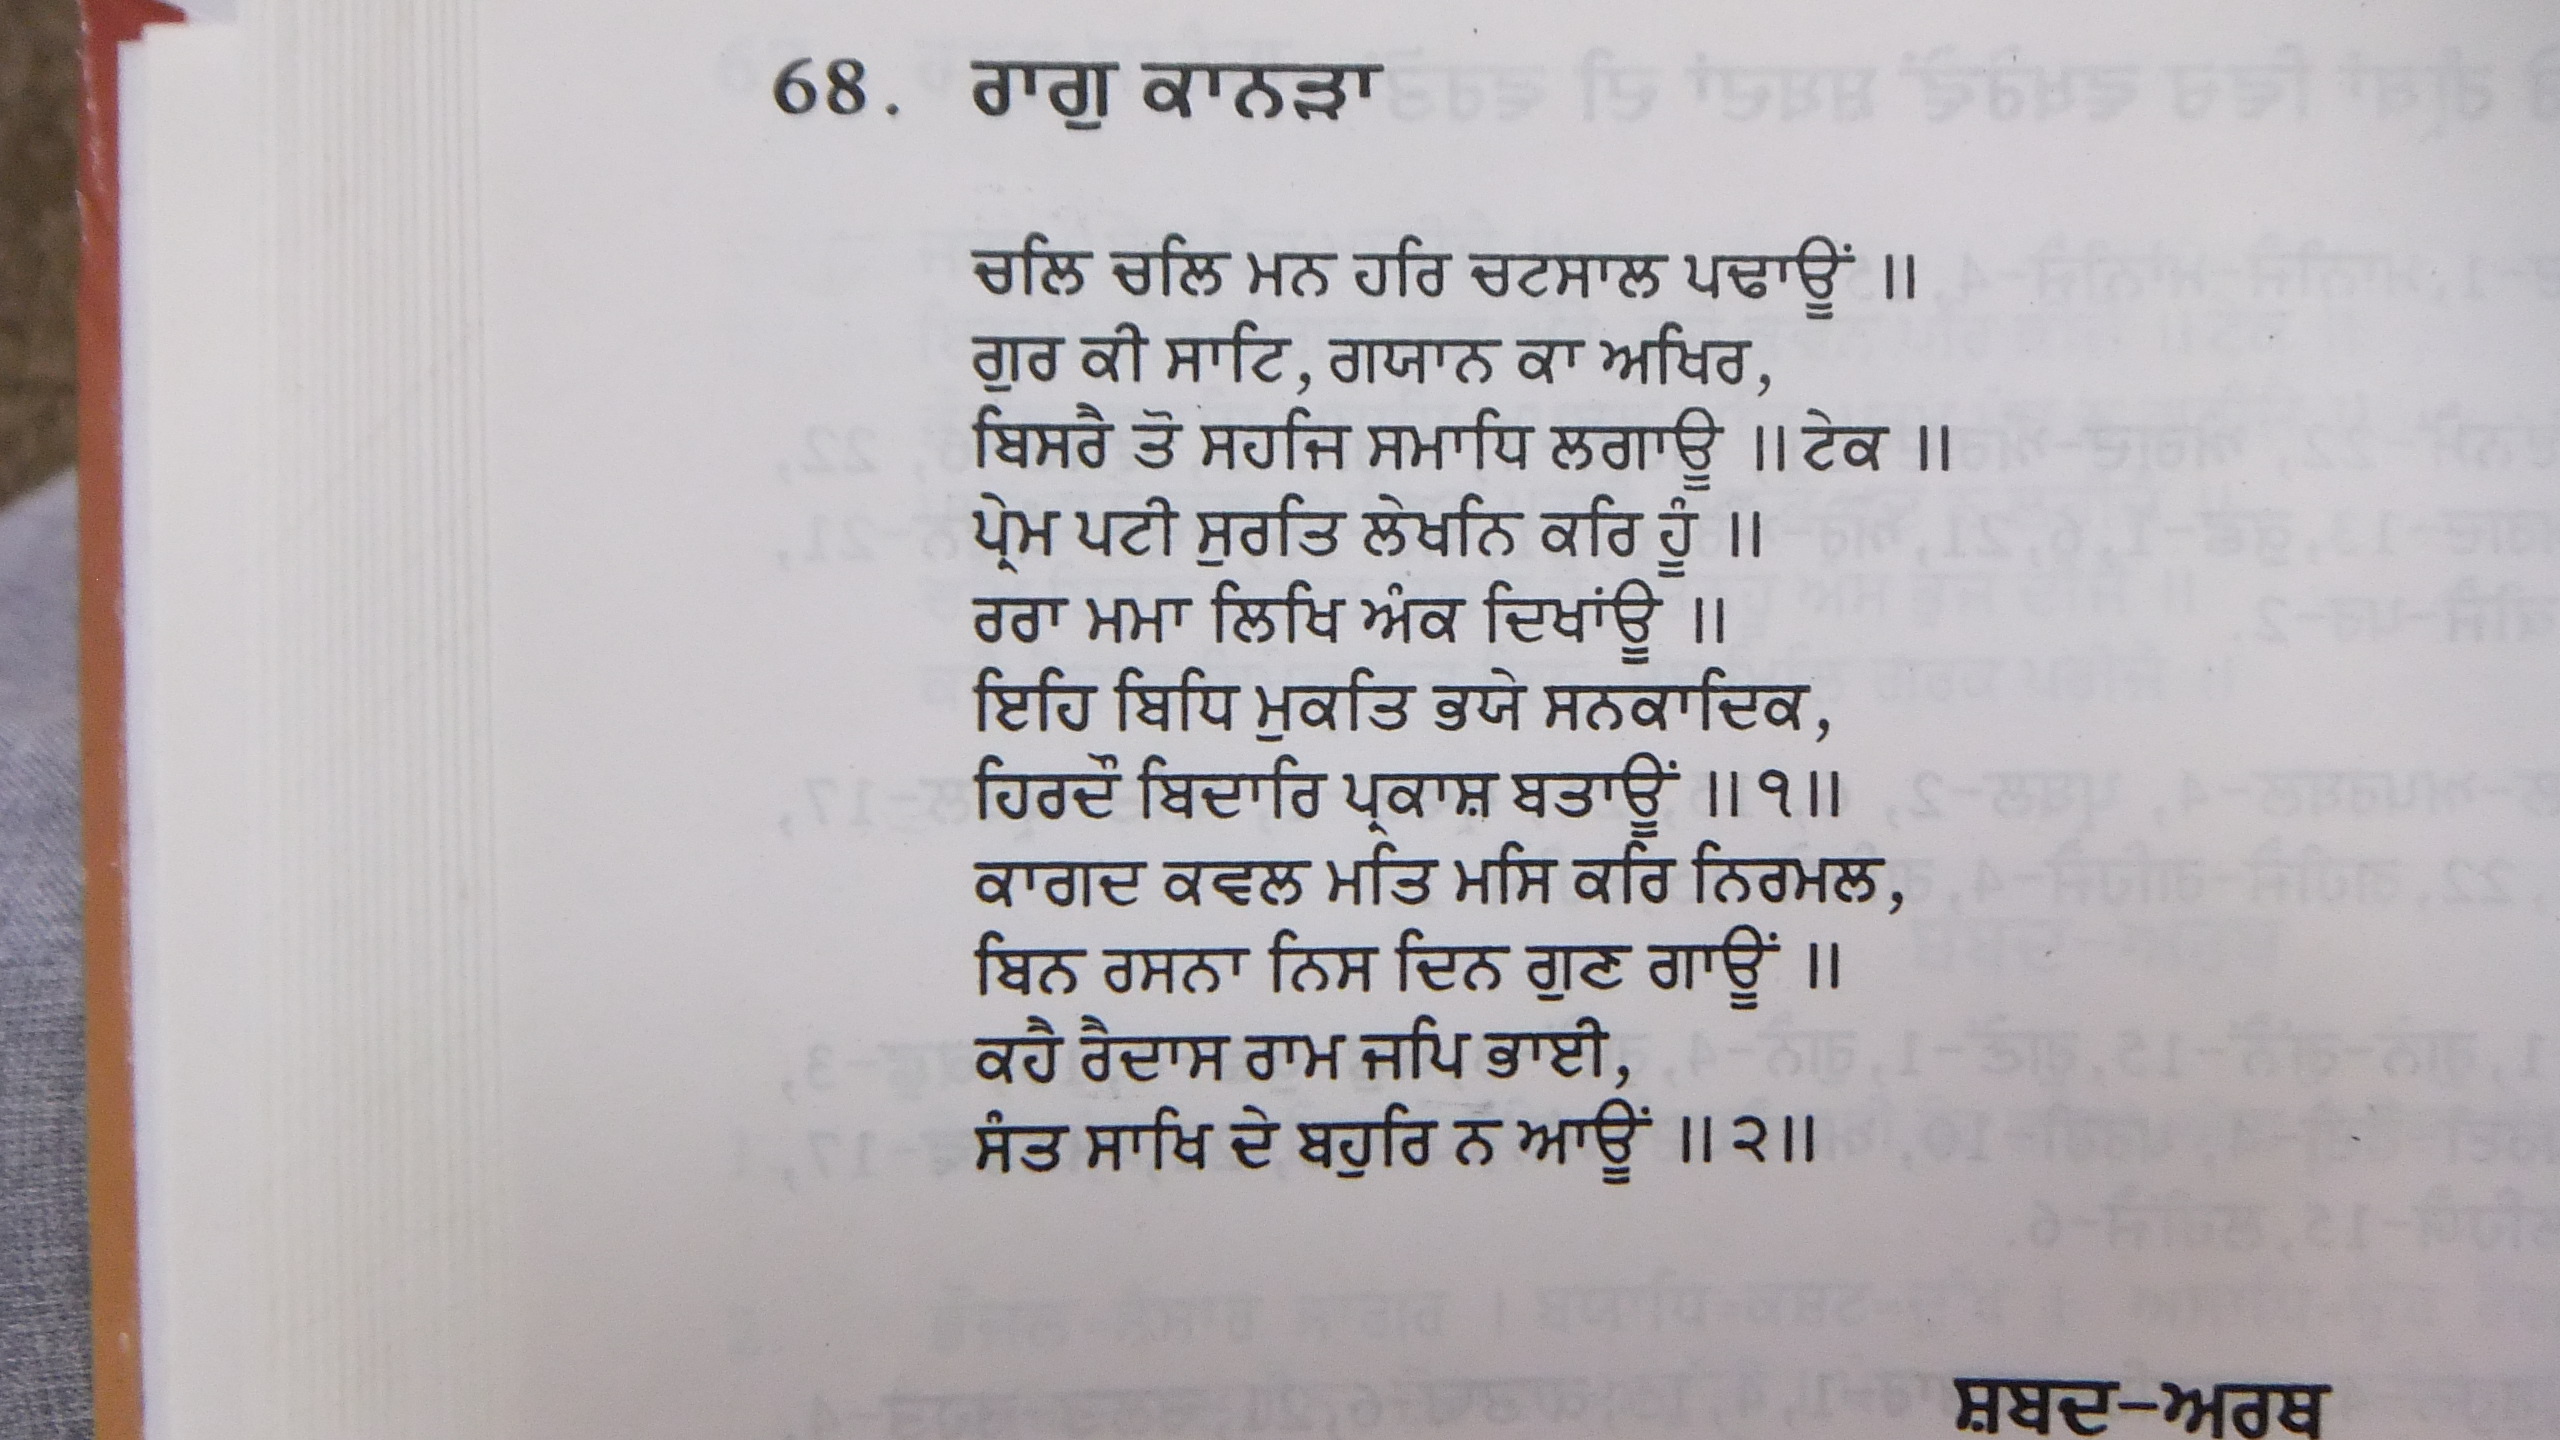 68. ਰਾਗੁ ਕਾਨੜਾ
ਚਲਿ ਚਲਿ ਮਨ ਹਰਿ ਚਟਸਾਲ ਪਢਾਊਂ ॥
ਗੁਰ ਕੀ ਸਾਟਿ, ਗਯਾਨ ਕਾ ਅਖਿਰ,
ਬਿਸਰੈ ਤੋ ਸਹਜਿ ਸਮਾਧਿ ਲਗਾਊ ॥ ਟੇਕ ॥
ਪ੍ਰੇਮ ਪਟੀ ਸੁਰਤਿ ਲੇਖਨਿ ਕਰਿ ਹੂੰ ॥
ਰਰਾ ਮਮਾ ਲਿਖਿ ਅੰਕ ਦਿਖਾਂਊ ॥
ਇਹਿ ਬਿਧਿ ਮੁਕਤਿ ਭਯੇ ਸਨਕਾਦਿਕ,
ਹਿਰਦੌ ਬਿਦਾਰਿ ਪ੍ਰਕਾਸ਼ ਬਤਾਊਂ ॥ ੧॥
ਕਾਗਦ ਕਵਲ ਮਤਿ ਮਸਿ ਕਰਿ ਨਿਰਮਲ,
ਬਿਨ ਰਸਨਾ ਨਿਸ ਦਿਨ ਗੁਣ ਗਾਊਂ ॥
ਕਹੈ ਰੈਦਾਸ ਰਾਮ ਜਪਿ ਭਾਈ,
ਸੰਤ ਸਾਖਿ ਦੇ ਬਹੁਰਿ ਨ ਆਊਂ ॥ ੨॥
ਸ਼ਬਦ-ਅਰਥ